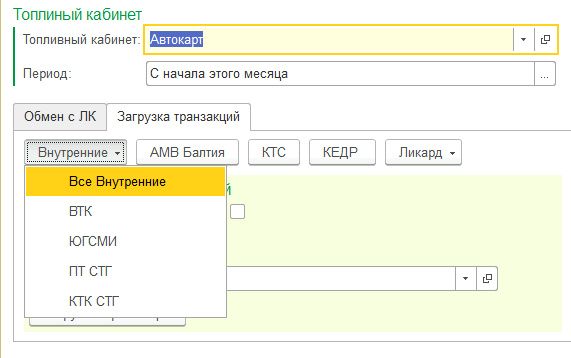 Топлиный кабинет
Топливный кабинет: Автокарт
Период: С начала этого месяца ...
Обмен с ЛК Загрузка транзакций
Внутренние АМВ Балтия КТС КЕДР Ликард
Все Внутренние
ВТК
ЮГСМИ
ПТ СТГ
КТК СТГ